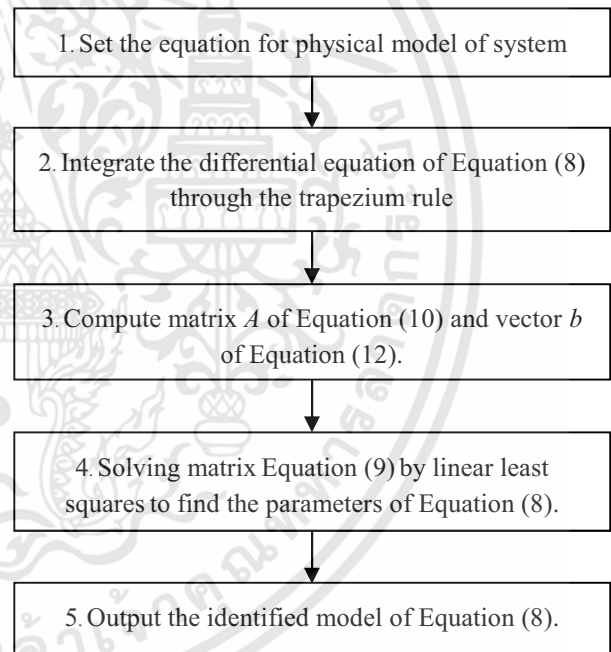 1. Set the equation for physical model of system
2. Integrate the differential equation of Equation (8)
through the trapezium rule
3. Compute matrix A of Equation (10) and vector b
of Equation (12).
4. Solving matrix Equation (9) by linear least
squares to find the parameters of Equation (8).
5. Output the identified model of Equation (8).